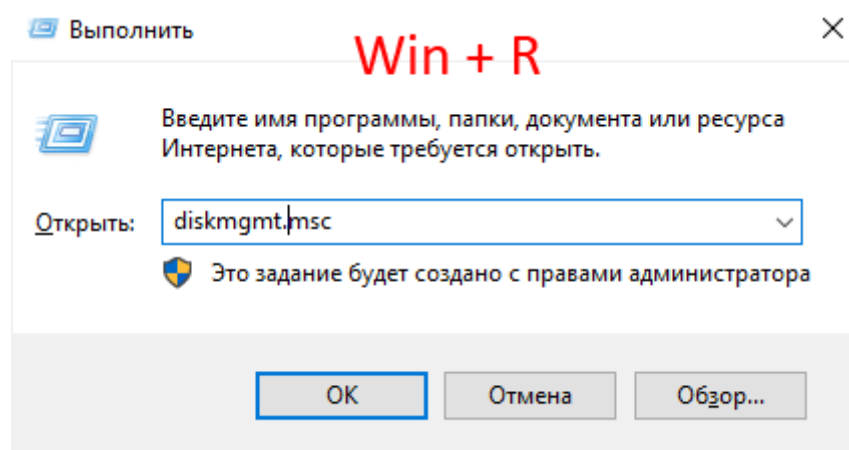 Выполнить
Win + R
Введите имя программы, папки, документа или ресурса
Интернета, которые требуется открыть.
Открыть: diskmgmt.msc
Это задание будет создано с правами администратора
ОК Отмена Обзор...